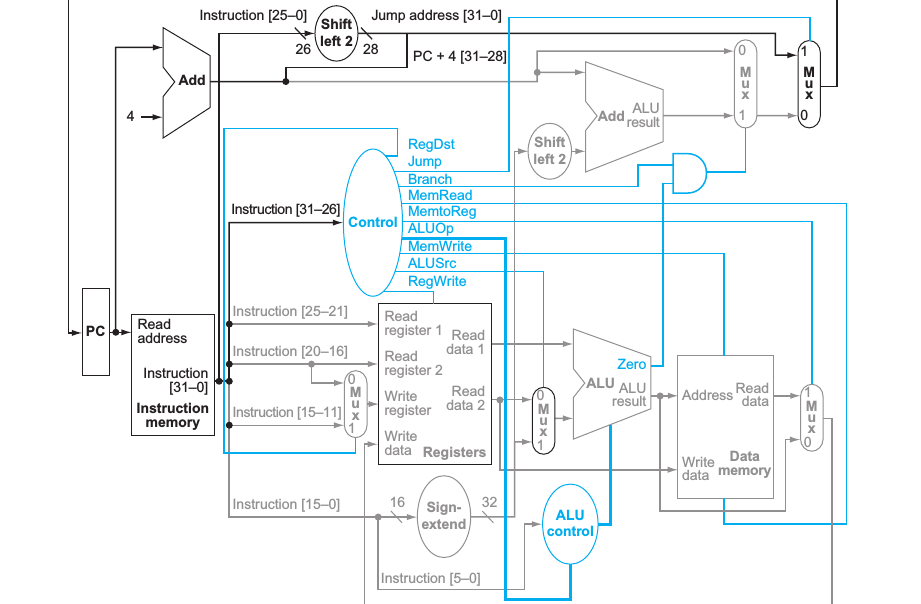 Instruction [25–0]
Shift
left 2
Jump address [31–0]
26
28
PC + 4 [31–28]
Add
4
0
M
u
x
1
1
M
u
x
0
Add
ALU
result
Shift
left 2
RegDst
Jump
Branch
MemRead
MemtoReg
ALUOp
MemWrite
ALUSrc
RegWrite
Instruction [31–26]
Control
PC
Read
address
Instruction
[31–0]
Instruction
memory
Instruction [25–21]
Instruction [20–16]
Instruction [15–11]
0
M
u
x
1
Read
register 1
Read
register 2
Write
register
Write
data
Read
data 1
Read
data 2
Registers
0
M
u
x
1
Zero
ALU
ALU
result
Address
Read
data
Write
data
Data
memory
1
M
u
x
0
Instruction [15–0]
16
Sign-
extend
32
ALU
control
Instruction [5–0]